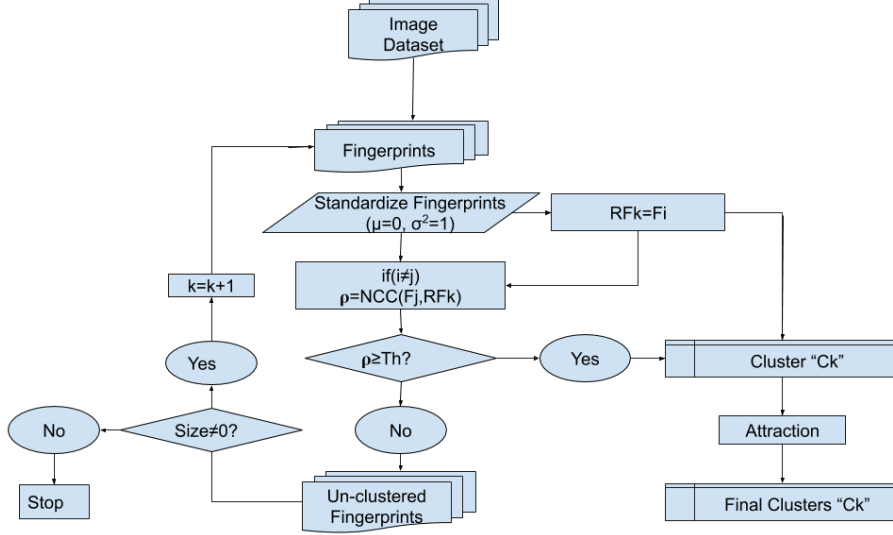 Image
Dataset
Fingerprints
Standardize Fingerprints
(μ=0, σ²=1)
RFk=Fi
if(i≠j)
ρ=NCC(Fj,RFk)
k=k+1
ρ≥Th?
Yes
Cluster “Ck”
Yes
No
Size≠0?
No
Attraction
Stop
Un-clustered
Fingerprints
Final Clusters “Ck”